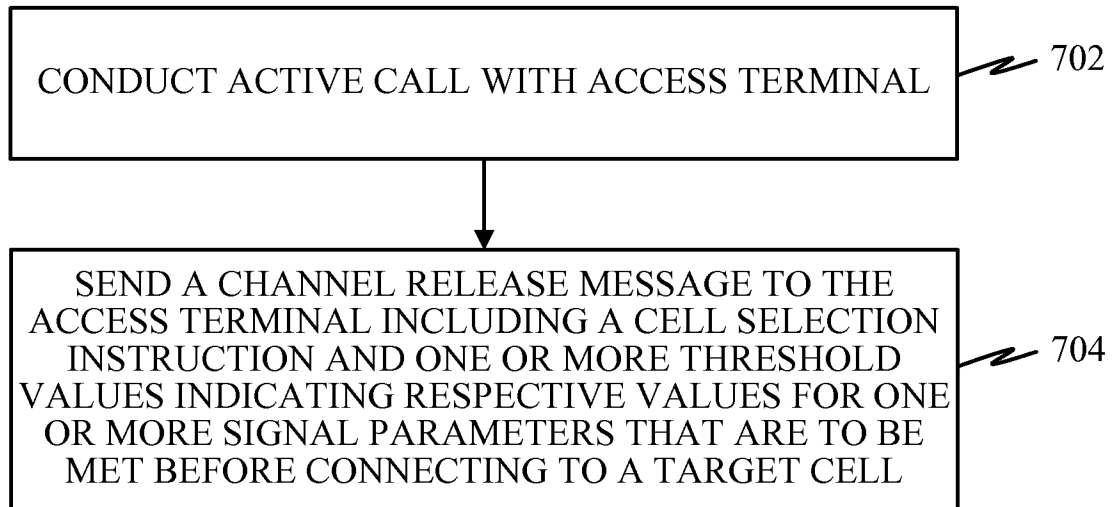 CONDUCT ACTIVE CALL WITH ACCESS TERMINAL
702
SEND A CHANNEL RELEASE MESSAGE TO THE
ACCESS TERMINAL INCLUDING A CELL SELECTION
INSTRUCTION AND ONE OR MORE THRESHOLD
VALUES INDICATING RESPECTIVE VALUES FOR ONE
OR MORE SIGNAL PARAMETERS THAT ARE TO BE
MET BEFORE CONNECTING TO A TARGET CELL
704